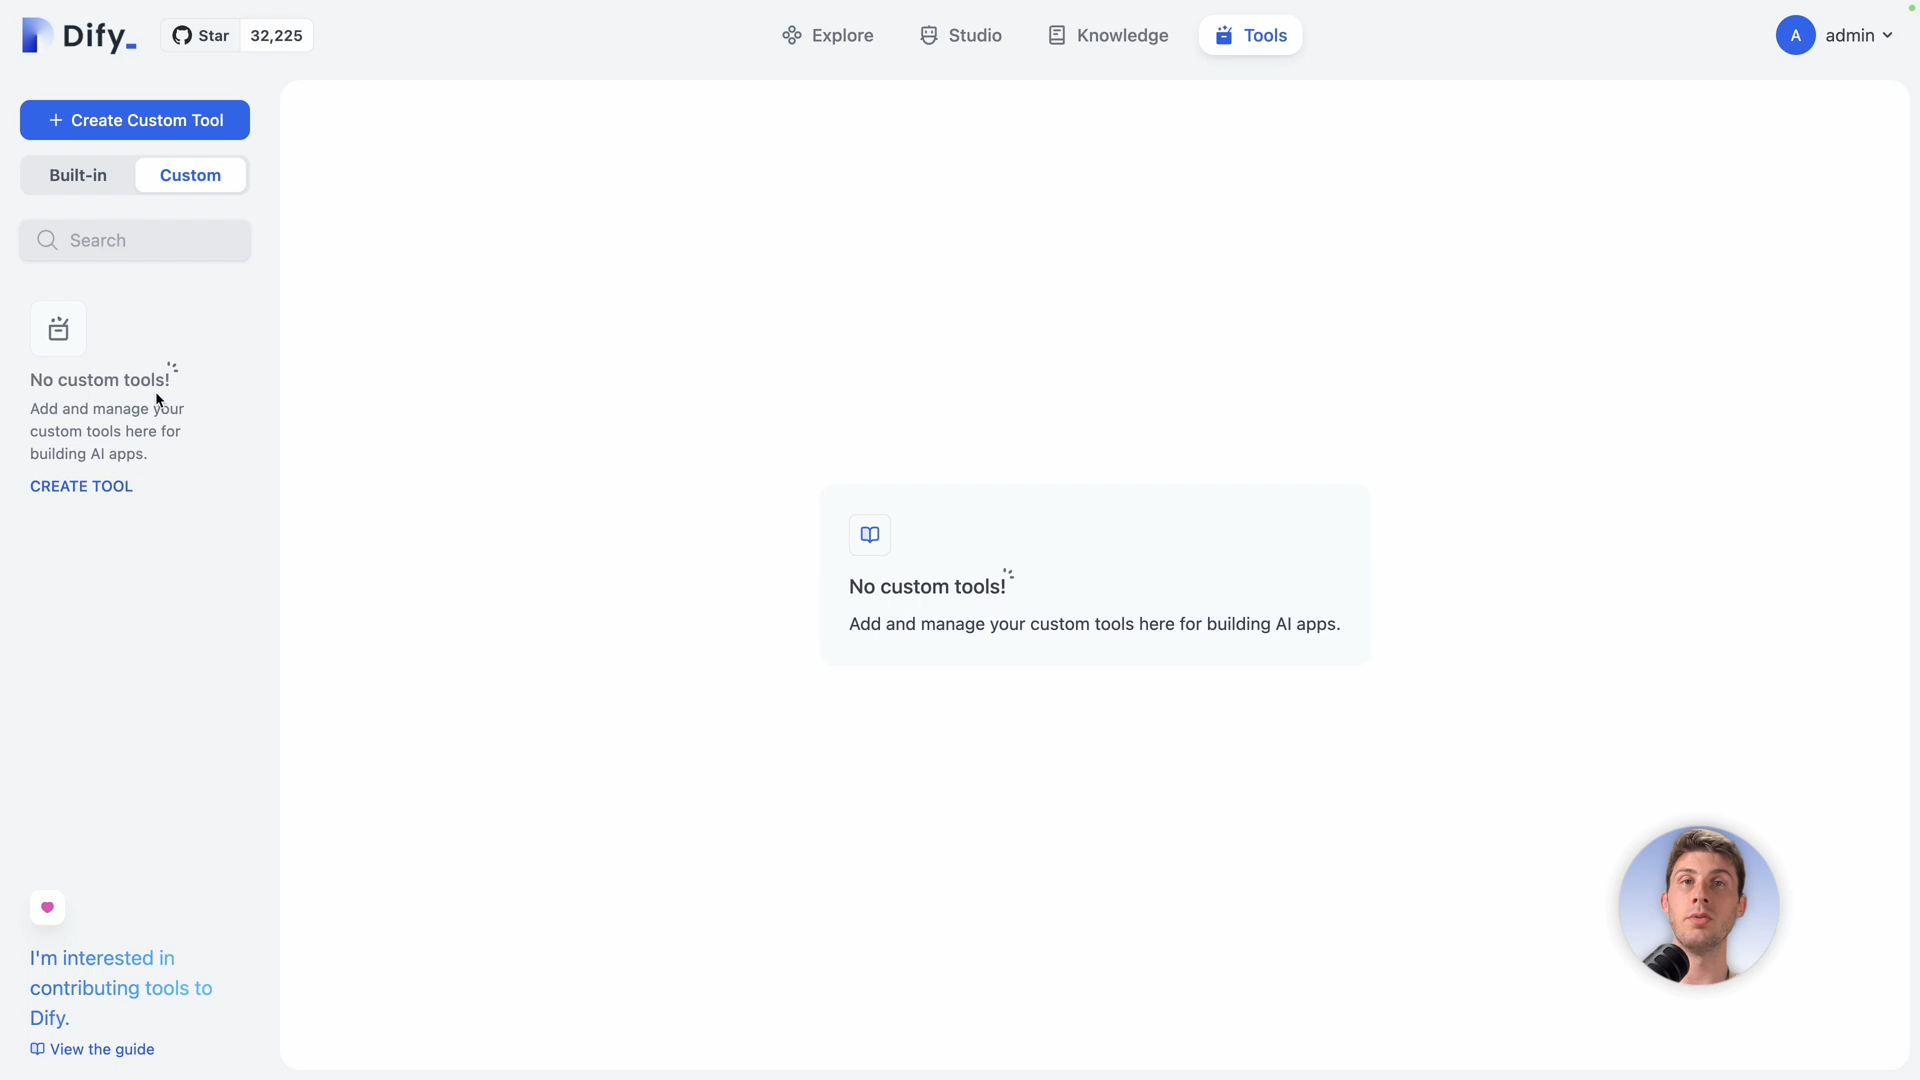 Dify_
Star 32,225
Explore
Studio
Knowledge
Tools
A admin
+ Create Custom Tool
Built-in
Custom
Search
No custom tools!
Add and manage your
custom tools here for
building AI apps.
CREATE TOOL
No custom tools!
Add and manage your custom tools here for building AI apps.
I'm interested in
contributing tools to
Dify.
View the guide